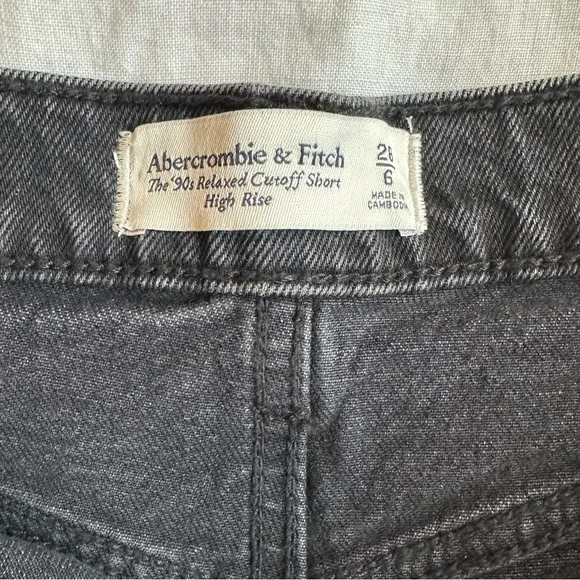 Abercrombie & Fitch
The '90s Relaxed Cutoff Short
High Rise
28
6
MADE IN
CAMBODIA